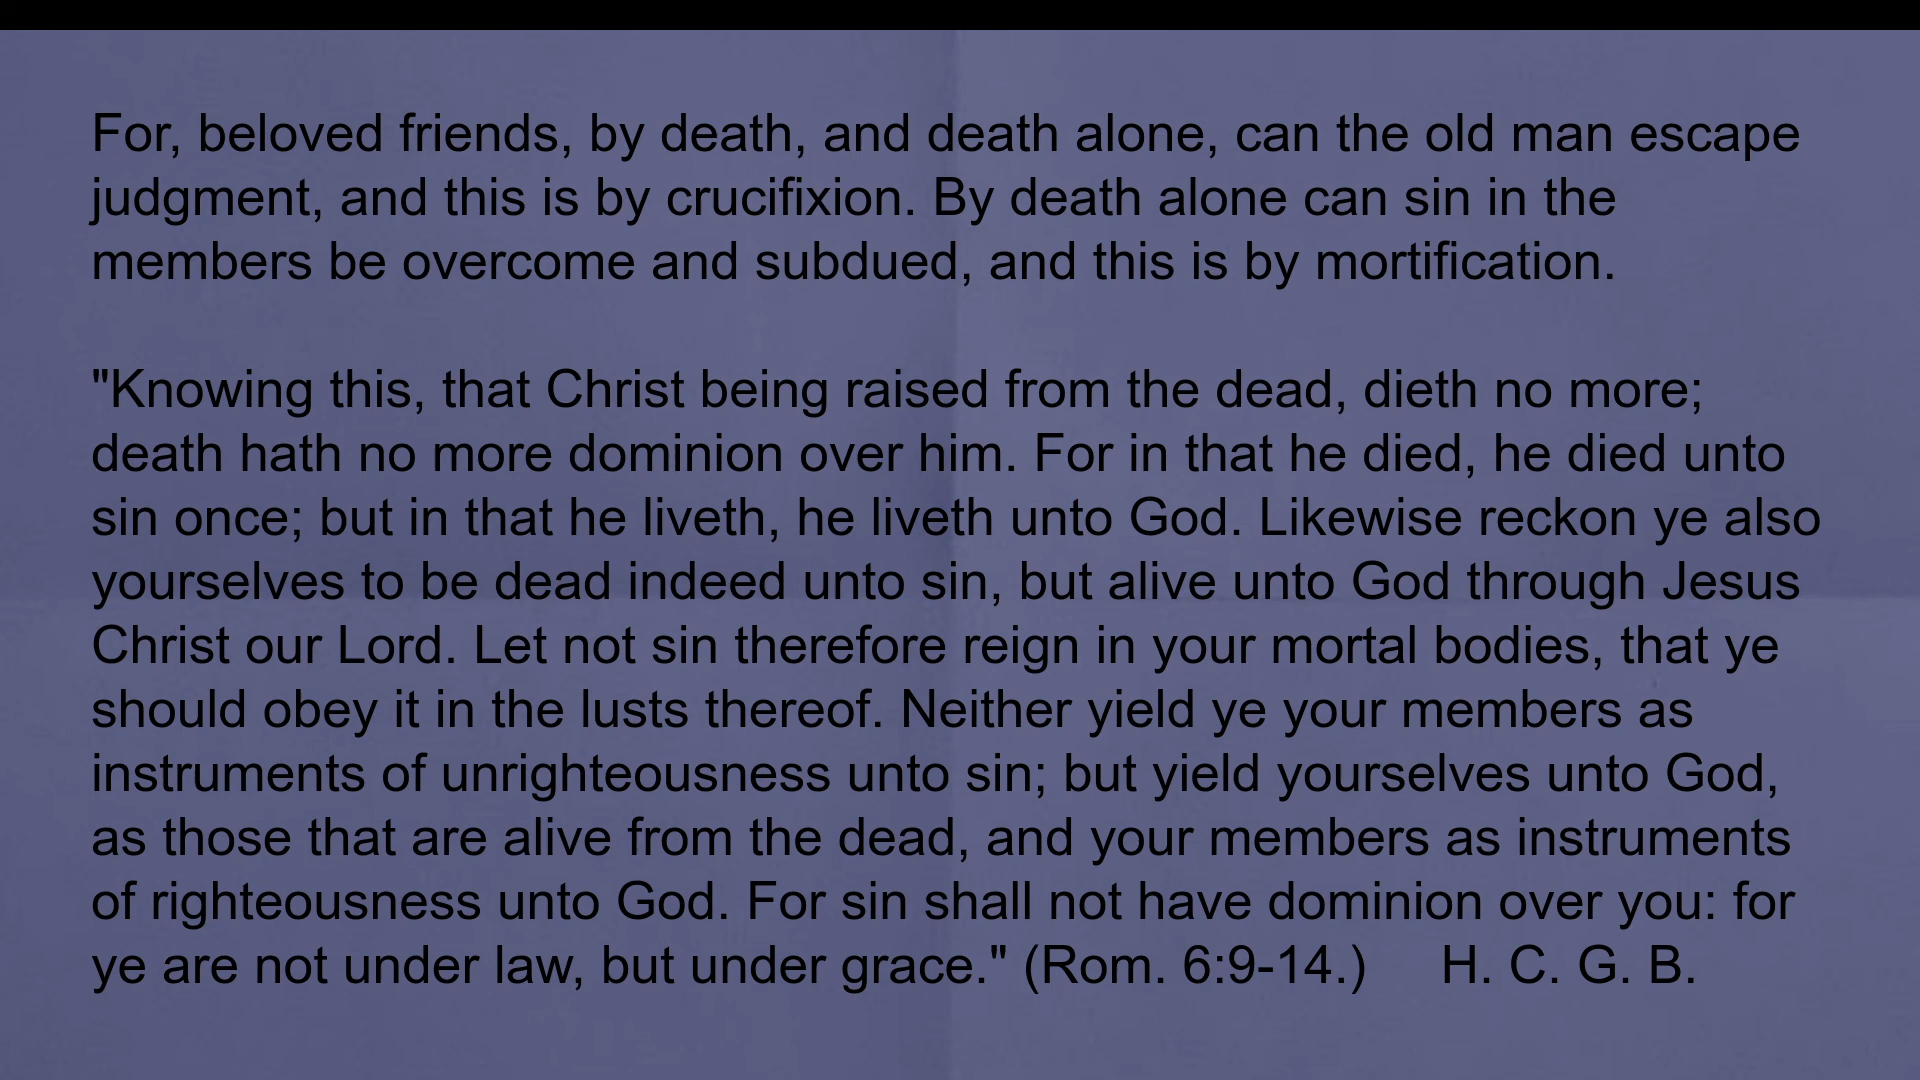 For, beloved friends, by death, and death alone, can the old man escape
judgment, and this is by crucifixion. By death alone can sin in the
members be overcome and subdued, and this is by mortification.
"Knowing this, that Christ being raised from the dead, dieth no more;
death hath no more dominion over him. For in that he died, he died unto
sin once; but in that he liveth, he liveth unto God. Likewise reckon ye also
yourselves to be dead indeed unto sin, but alive unto God through Jesus
Christ our Lord. Let not sin therefore reign in your mortal bodies, that ye
should obey it in the lusts thereof. Neither yield ye your members as
instruments of unrighteousness unto sin; but yield yourselves unto God,
as those that are alive from the dead, and your members as instruments
of righteousness unto God. For sin shall not have dominion over you: for
ye are not under law, but under grace." (Rom. 6:9-14.) H. C. G. B.